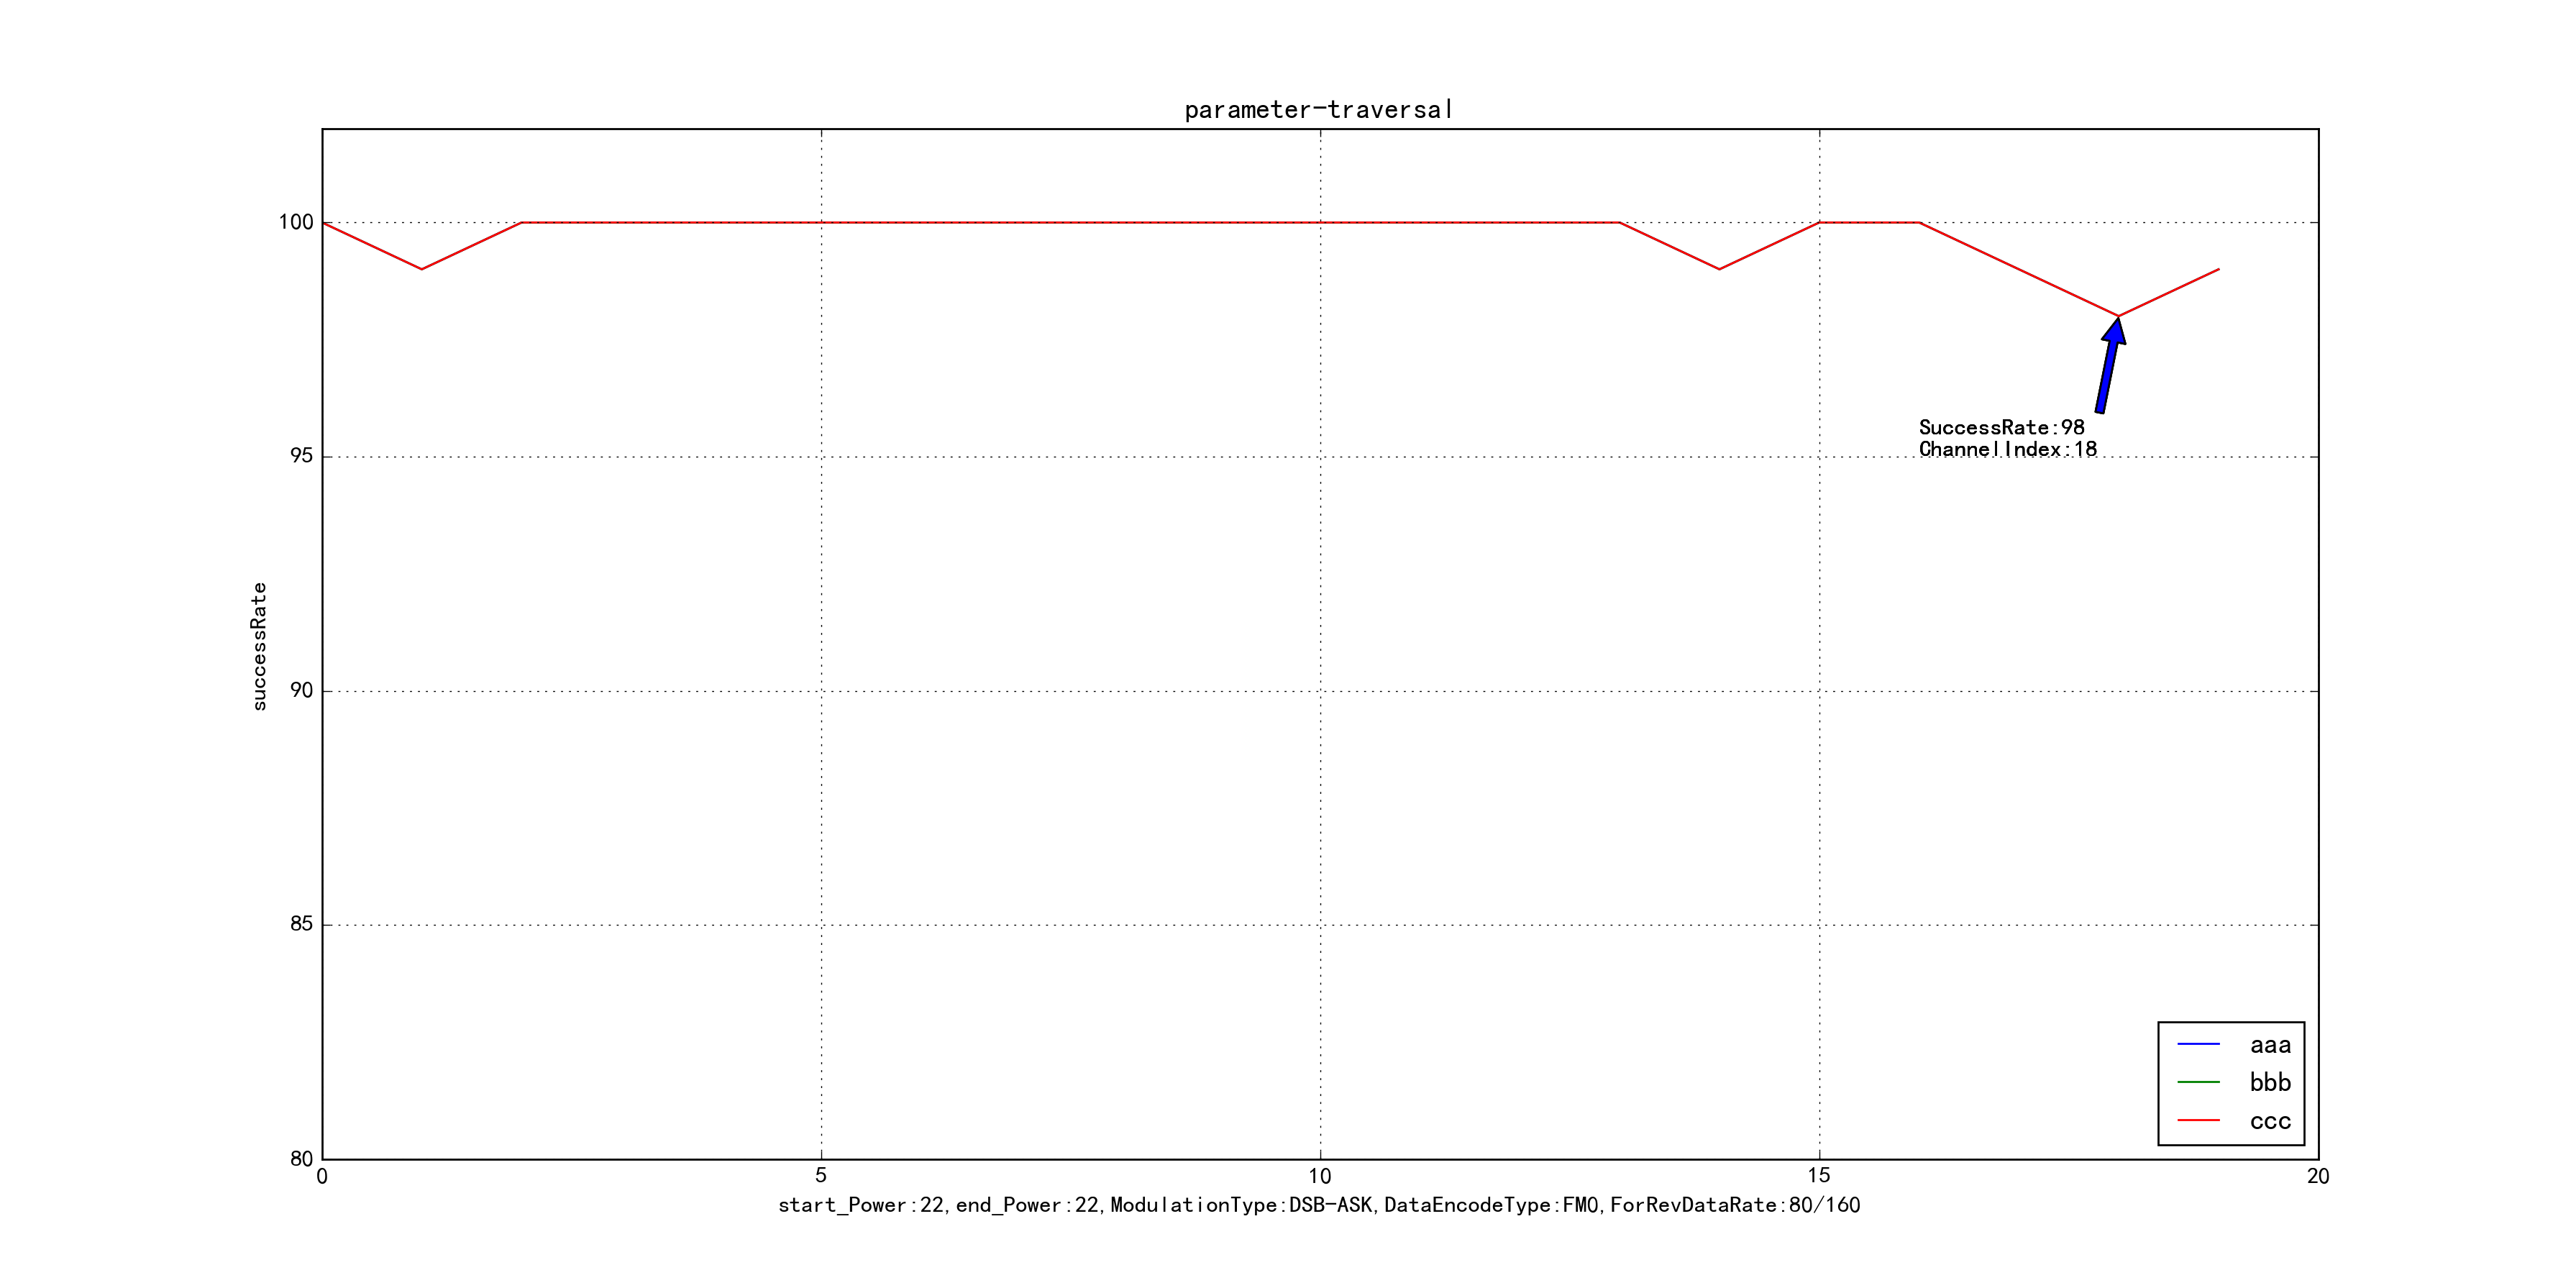 parameter-traversal
100
95
90
85
80
successRate
SuccessRate:98
ChannelIndex:18
aaa
bbb
ccc
0 5 10 15 20
start_Power:22,end_Power:22,ModulationType:DSB-ASK,DataEncodeType:FM0,ForRevDataRate:80/160